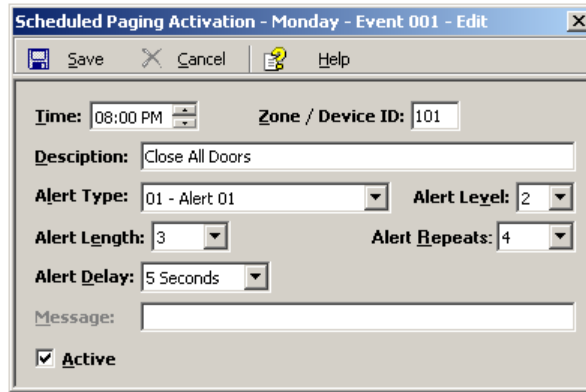 Scheduled Paging Activation - Monday - Event 001 - Edit
Save Cancel Help
Time: 08:00 PM Zone / Device ID: 101
Desciption: Close All Doors
Alert Type: 01 - Alert 01 Alert Level: 2
Alert Length: 3 Alert Repeats: 4
Alert Delay: 5 Seconds
Message:
Active